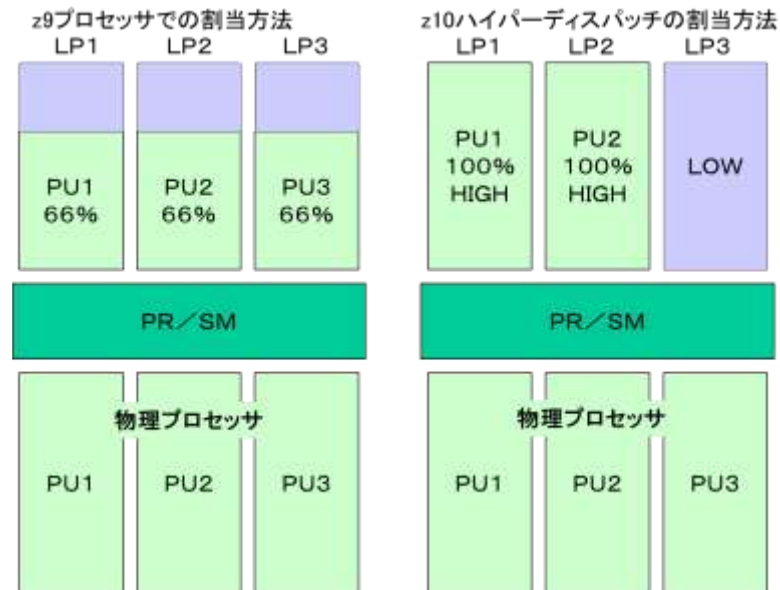 z9プロセッサでの割当方法
LP1 LP2 LP3
PU1
66%
PU2
66%
PU3
66%
PR／SM
物理プロセッサ
PU1 PU2 PU3
z10ハイパーディスパッチの割当方法
LP1 LP2 LP3
PU1
100%
HIGH
PU2
100%
HIGH
LOW
PR／SM
物理プロセッサ
PU1 PU2 PU3